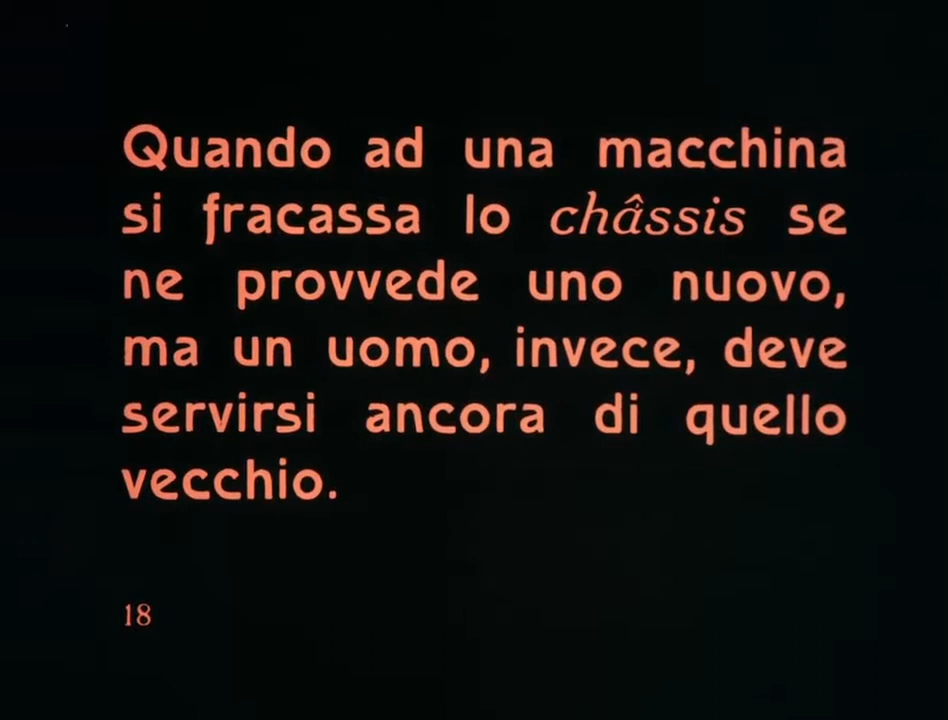 Quando ad una macchina
si fracassa lo châssis se
ne provvede uno nuovo,
ma un uomo, invece, deve
servirsi ancora di quello
vecchio.
18